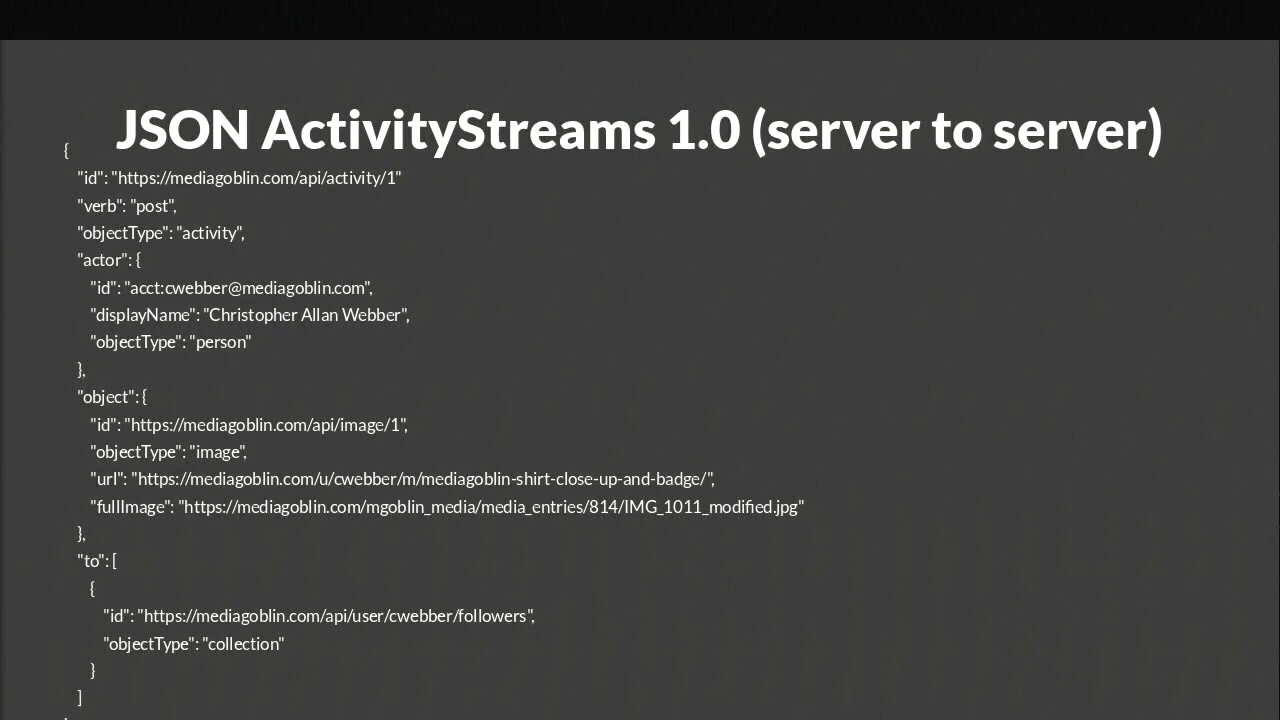 JSON ActivityStreams 1.0 (server to server)
{
"id": "https://mediagoblin.com/api/activity/1"
"verb": "post",
"objectType": "activity",
"actor": {
"id": "acct:cwebber@mediagoblin.com",
"displayName": "Christopher Allan Webber",
"objectType": "person"
},
"object": {
"id": "https://mediagoblin.com/api/image/1",
"objectType": "image",
"url": "https://mediagoblin.com/u/cwebber/m/mediagoblin-shirt-close-up-and-badge/",
"fullImage": "https://mediagoblin.com/mgoblin_media/media_entries/814/IMG_1011_modified.jpg"
},
"to": [
{
"id": "https://mediagoblin.com/api/user/cwebber/followers",
"objectType": "collection"
}
]